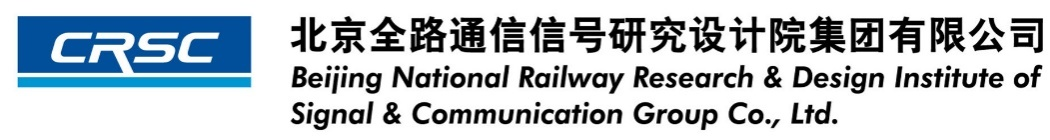 CRSC
北京全路通信信号研究设计院集团有限公司
Beijing National Railway Research & Design Institute of
Signal & Communication Group Co., Ltd.